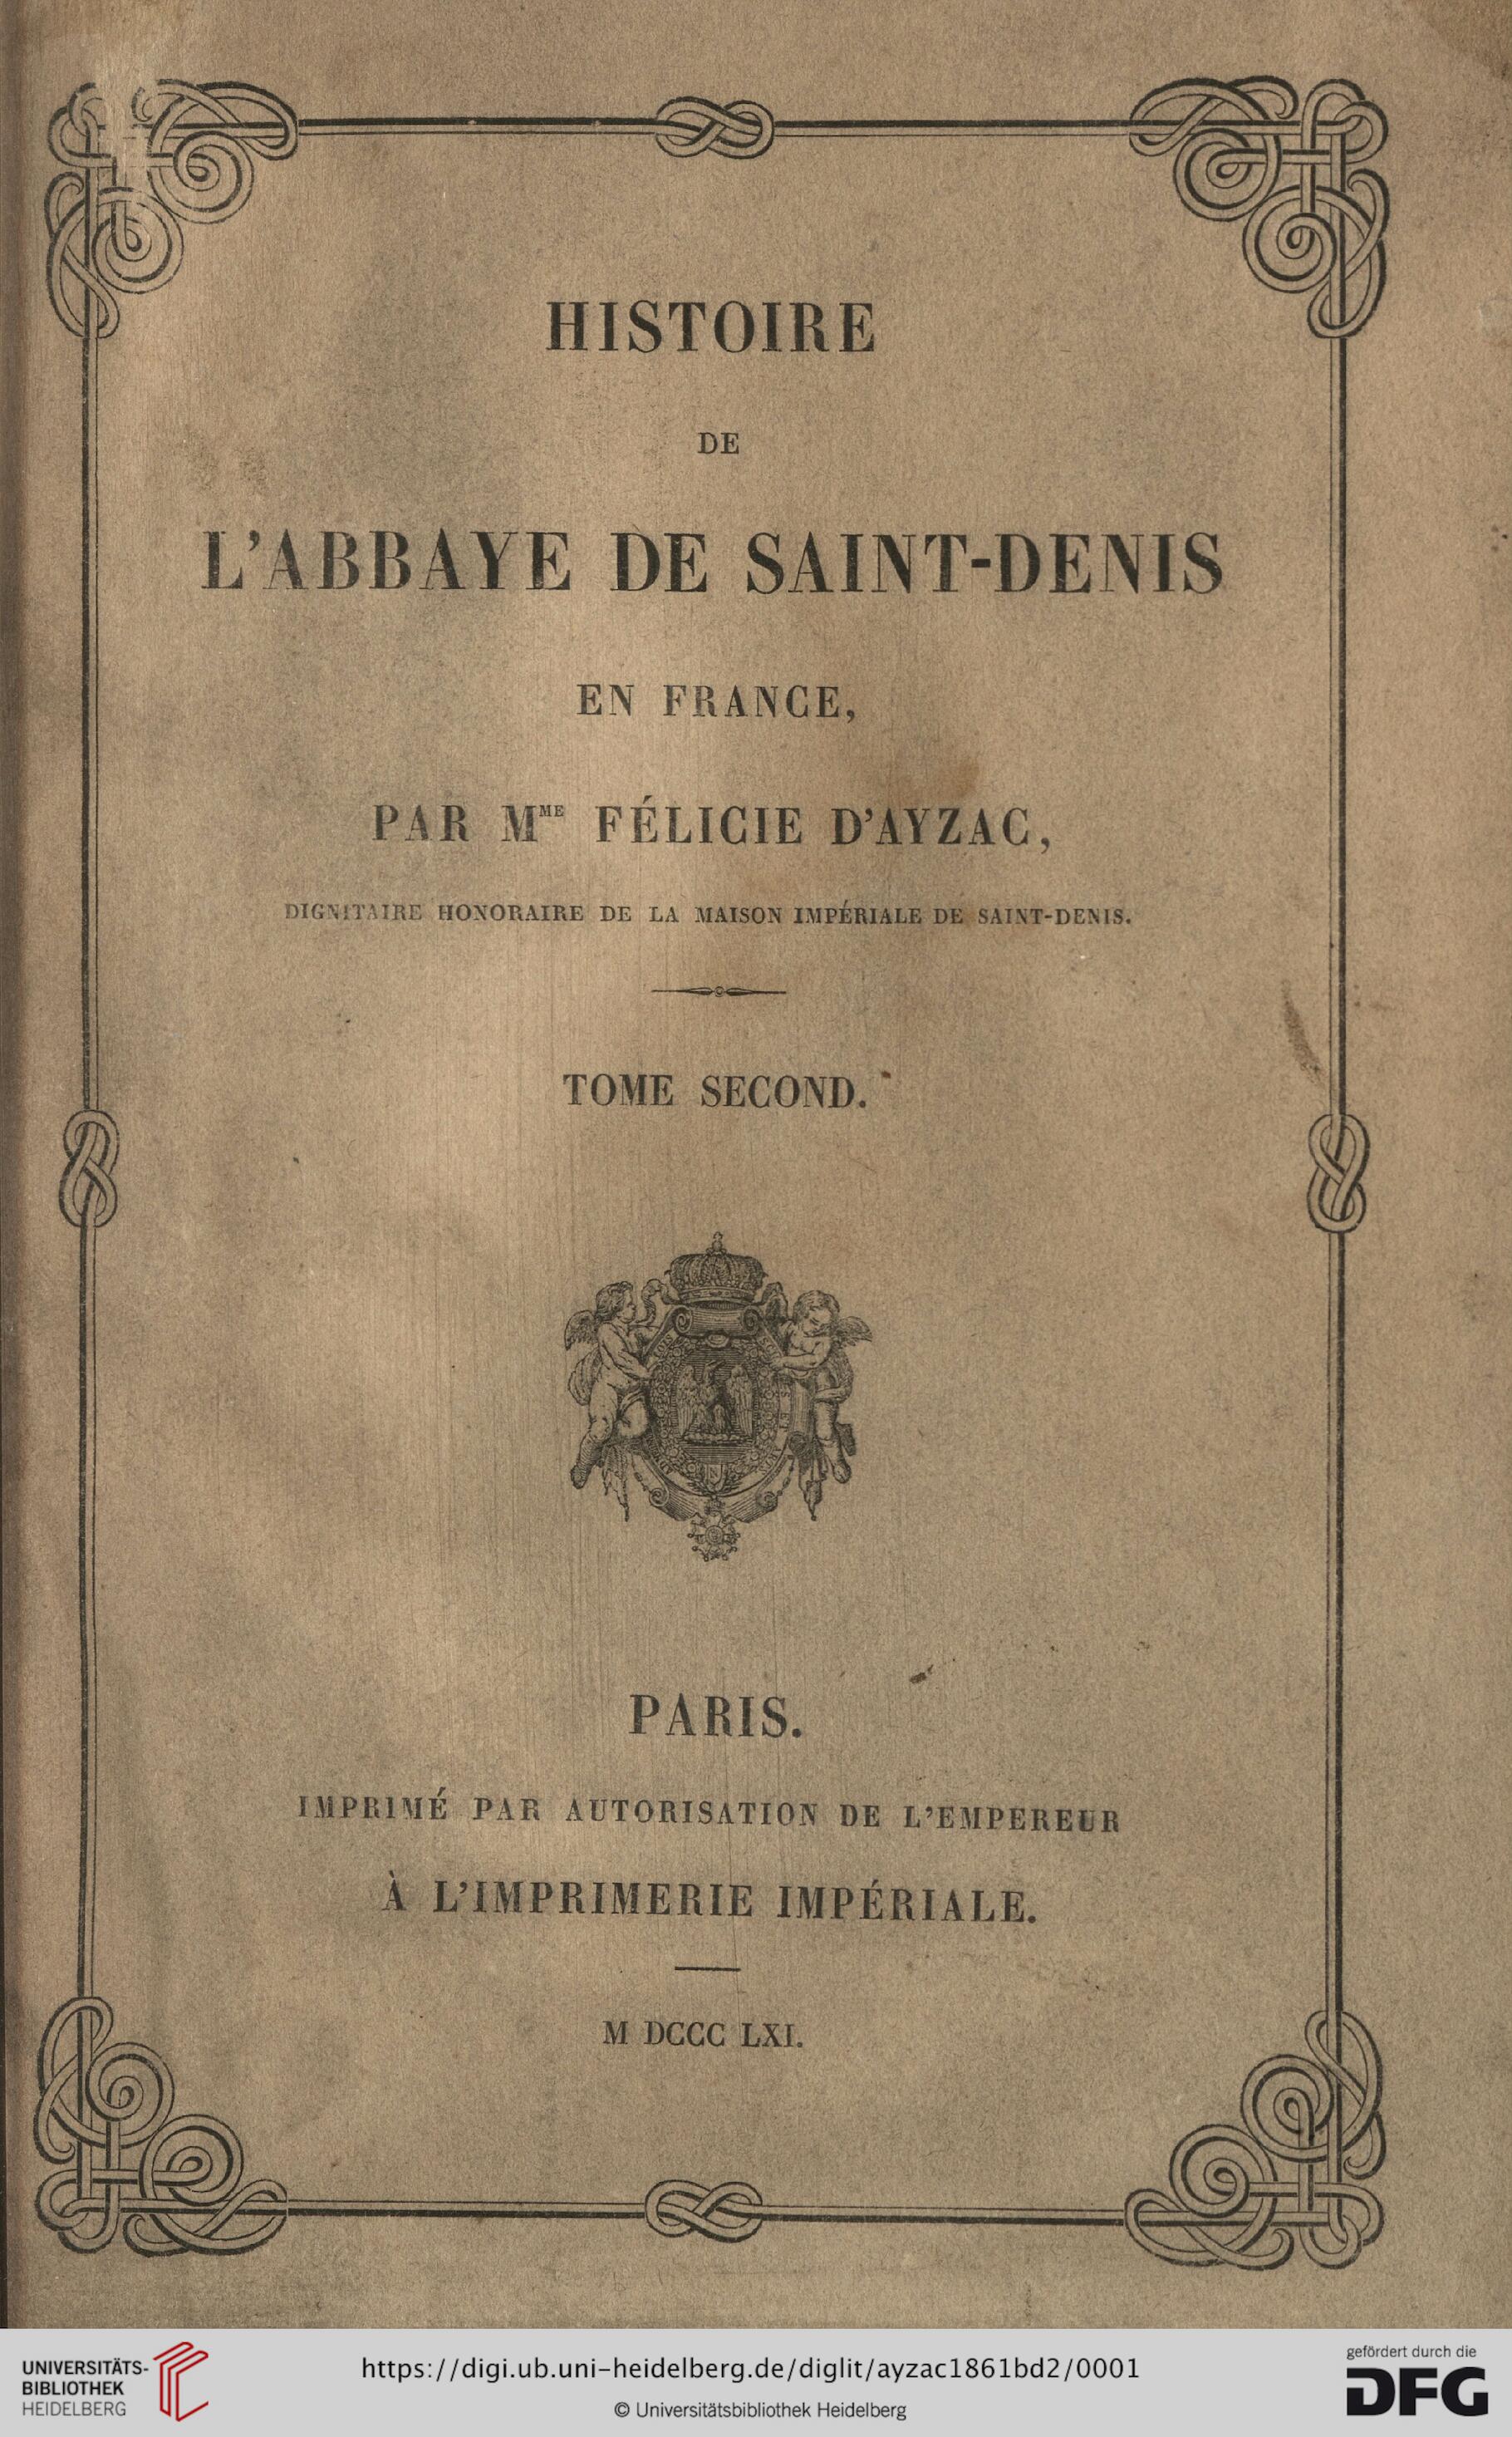 HISTOIRE
DE
L'ABBAYE DE SAINT-DENIS
EN FRANCE,
PAR MME FÉLICIE D'AYZAC,
DIGNITAIRE HONORAIRE DE LA MAISON IMPÉRIALE DE SAINT-DENIS.
TOME SECOND.
PARIS.
IMPRIMÉ PAR AUTORISATION DE L'EMPEREUR
À L'IMPRIMERIE IMPÉRIALE.
M DCCC LXI.
UNIVERSITÄTS-
BIBLIOTHEK
HEIDELBERG
https://digi.ub.uni-heidelberg.de/diglit/ayzac1861bd2/0001
© Universitätsbibliothek Heidelberg
gefördert durch die
DFG